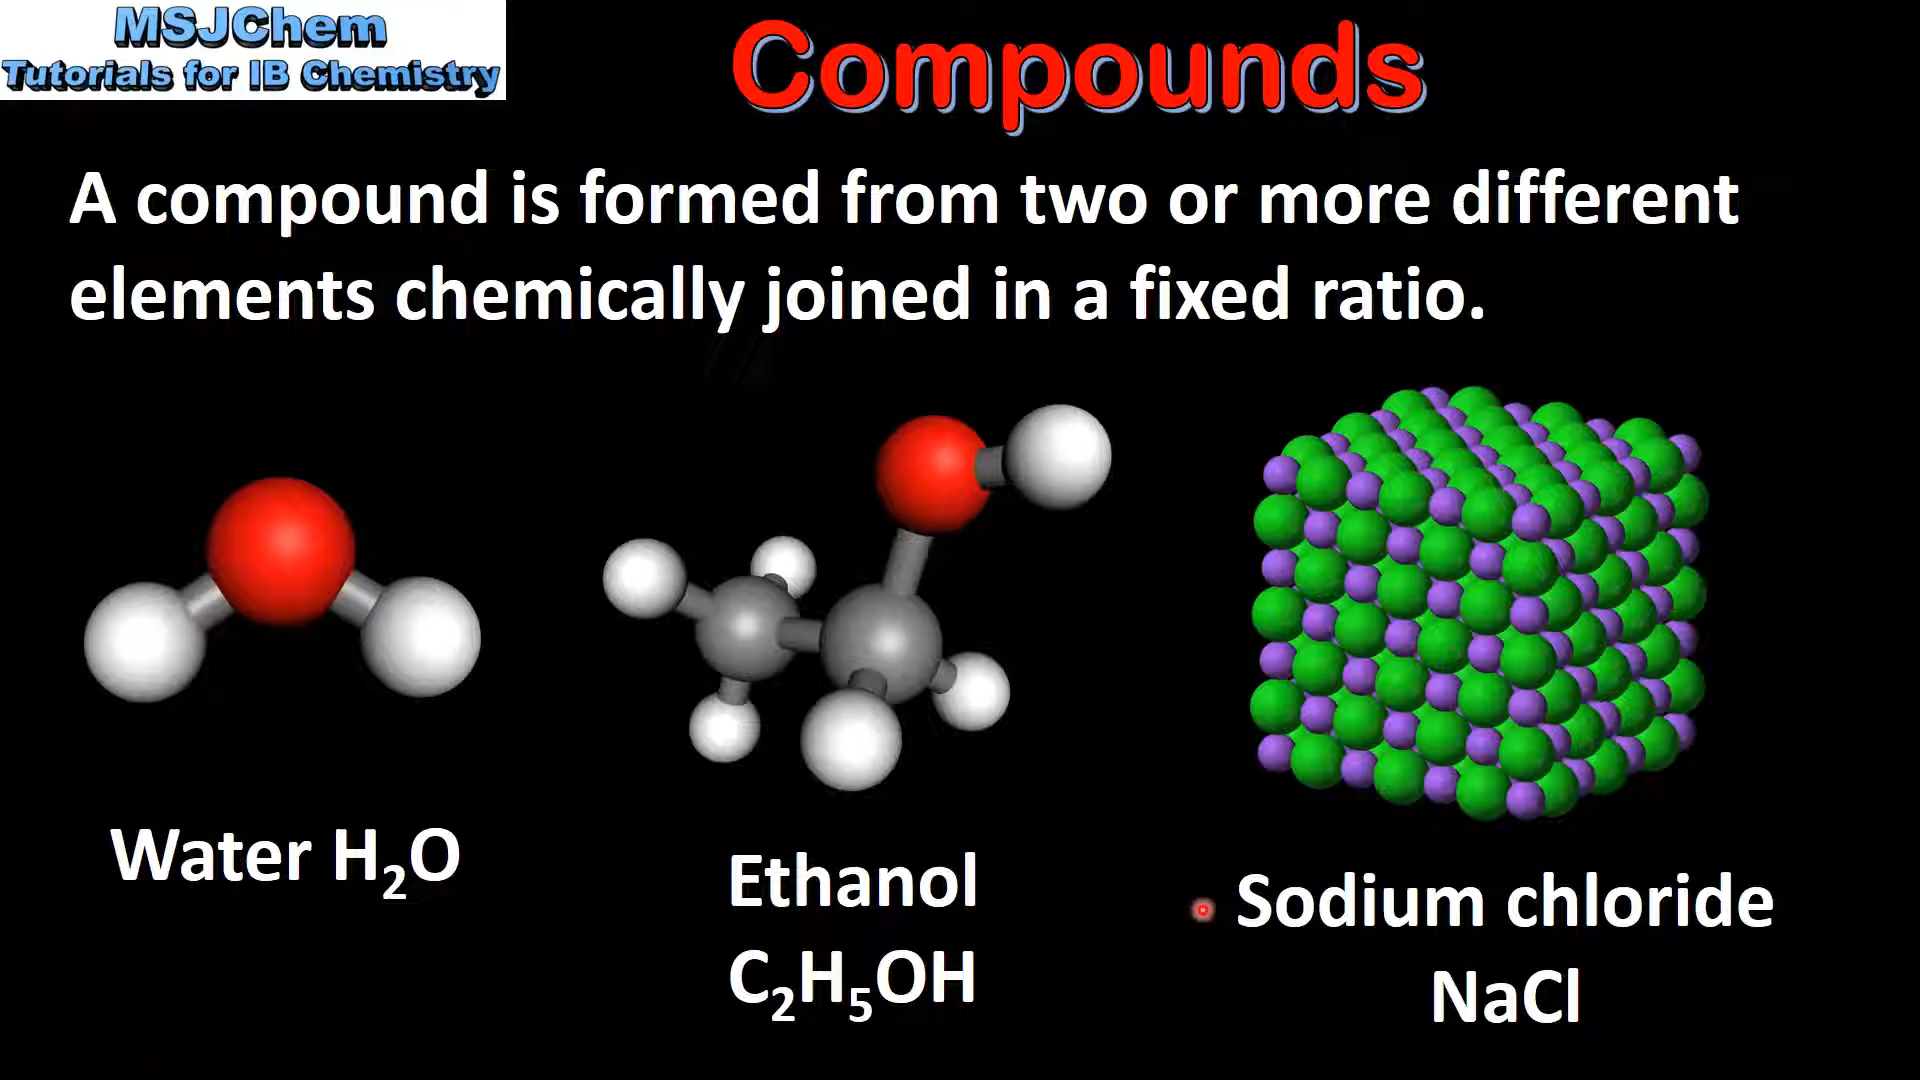 MSJChem
Tutorials for IB Chemistry
Compounds
A compound is formed from two or more different
elements chemically joined in a fixed ratio.
Water H₂O
Ethanol
C₂H₅OH
Sodium chloride
NaCl